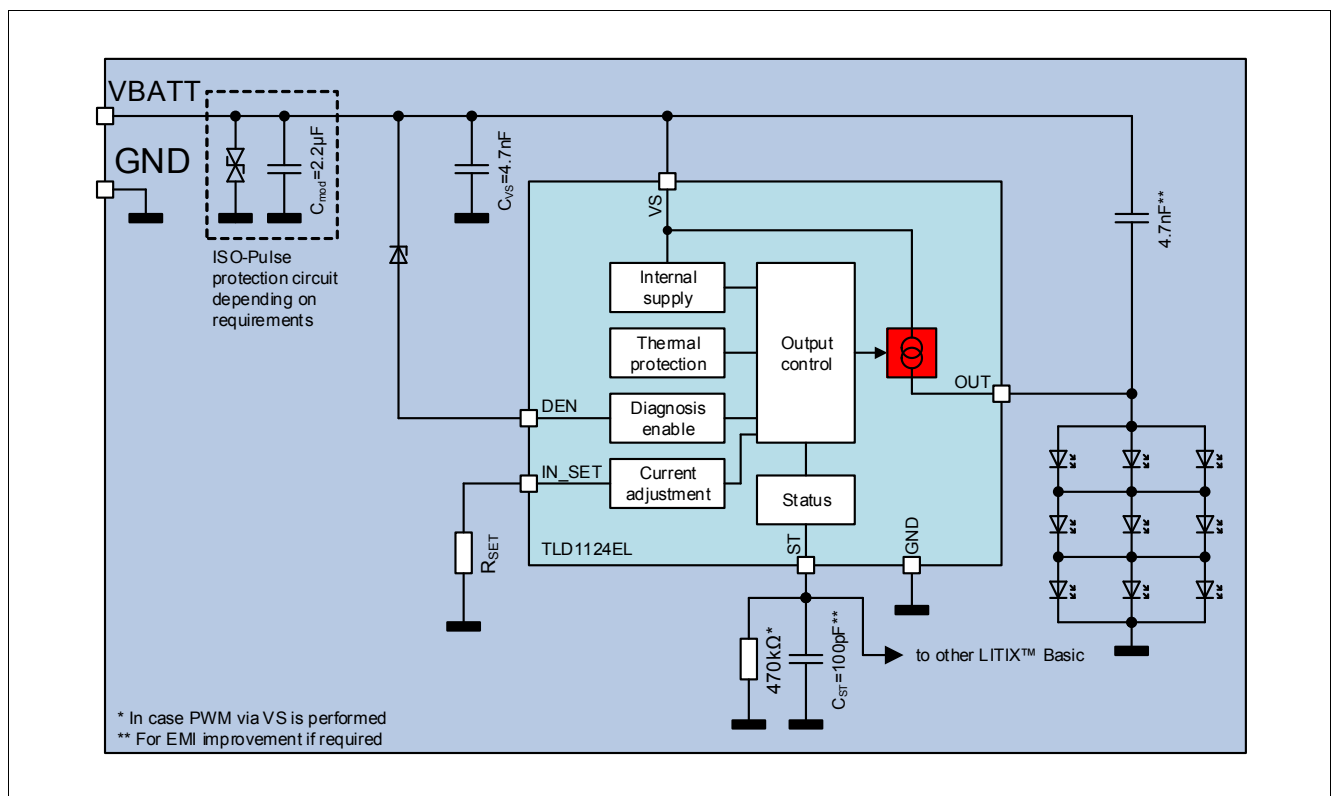 VBATT
GND
Cmod=2.2µF
ISO-Pulse
protection circuit
depending on
requirements
CVS=4.7nF
4.7nF**
VS
Internal
supply
Thermal
protection
Output
control
OUT
DEN
Diagnosis
enable
IN_SET
Current
adjustment
Status
RSET
TLD1124EL
ST
GND
470kΩ*
CST=100pF**
to other LITIX™ Basic
* In case PWM via VS is performed
** For EMI improvement if required